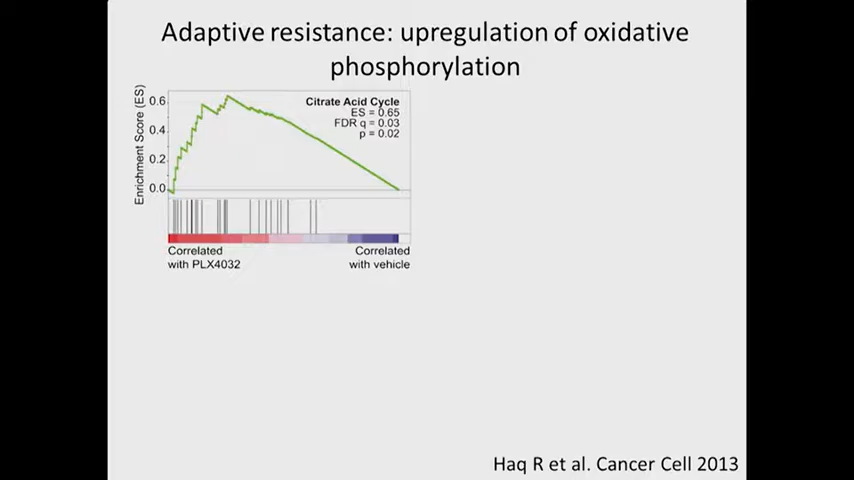 Adaptive resistance: upregulation of oxidative
phosphorylation
Enrichment Score (ES)
0.6
0.4
0.2
0.0
Citrate Acid Cycle
ES = 0.65
FDR q = 0.03
p = 0.02
Correlated
with PLX4032
Correlated
with vehicle
Haq R et al. Cancer Cell 2013